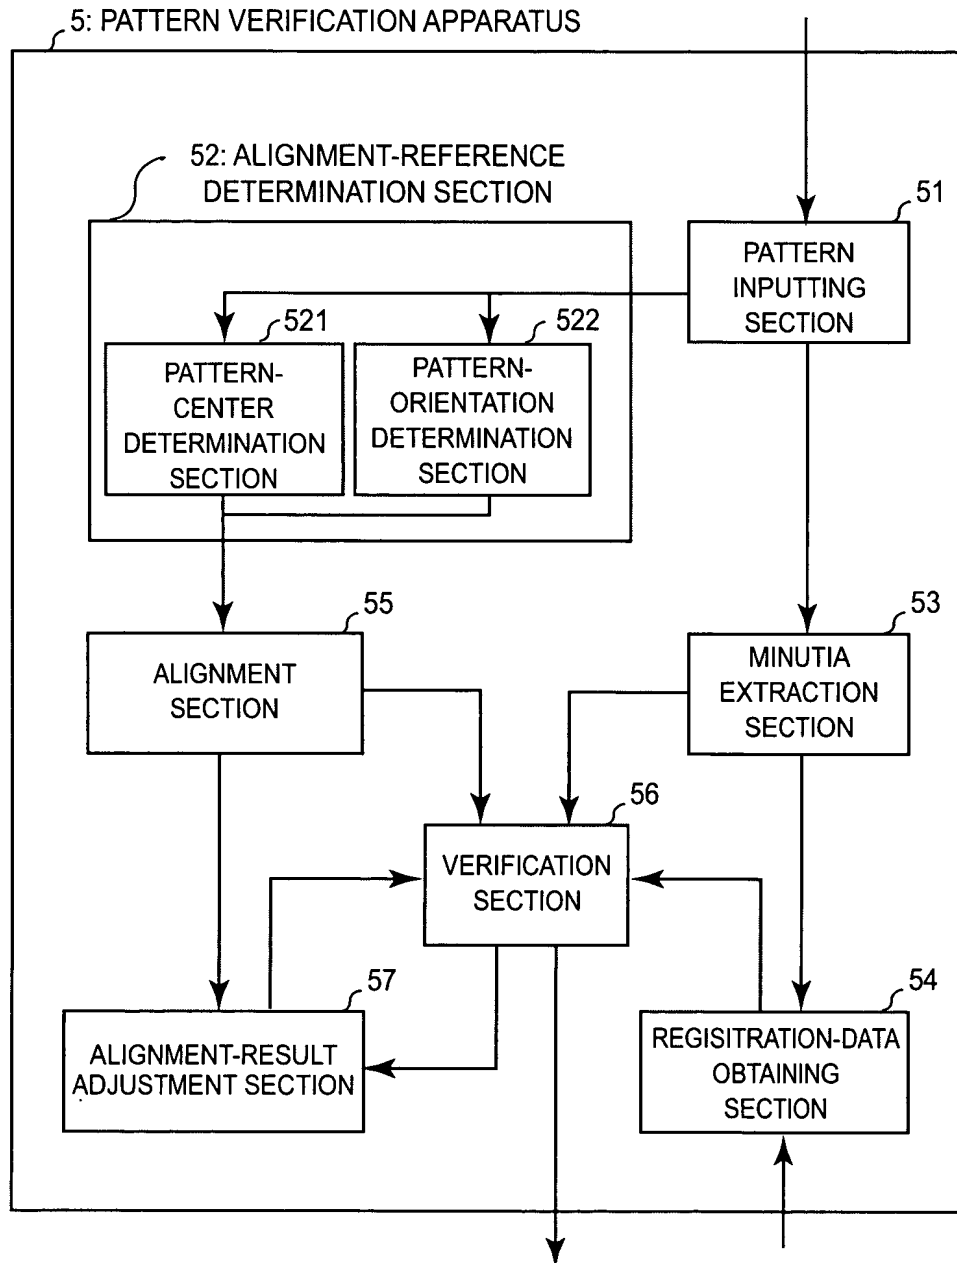 5: PATTERN VERIFICATION APPARATUS
52: ALIGNMENT-REFERENCE
DETERMINATION SECTION
51
PATTERN
INPUTTING
SECTION
521
PATTERN-
CENTER
DETERMINATION
SECTION
522
PATTERN-
ORIENTATION
DETERMINATION
SECTION
55
ALIGNMENT
SECTION
53
MINUTIA
EXTRACTION
SECTION
56
VERIFICATION
SECTION
57
ALIGNMENT-RESULT
ADJUSTMENT SECTION
54
REGISITRATION-DATA
OBTAINING
SECTION